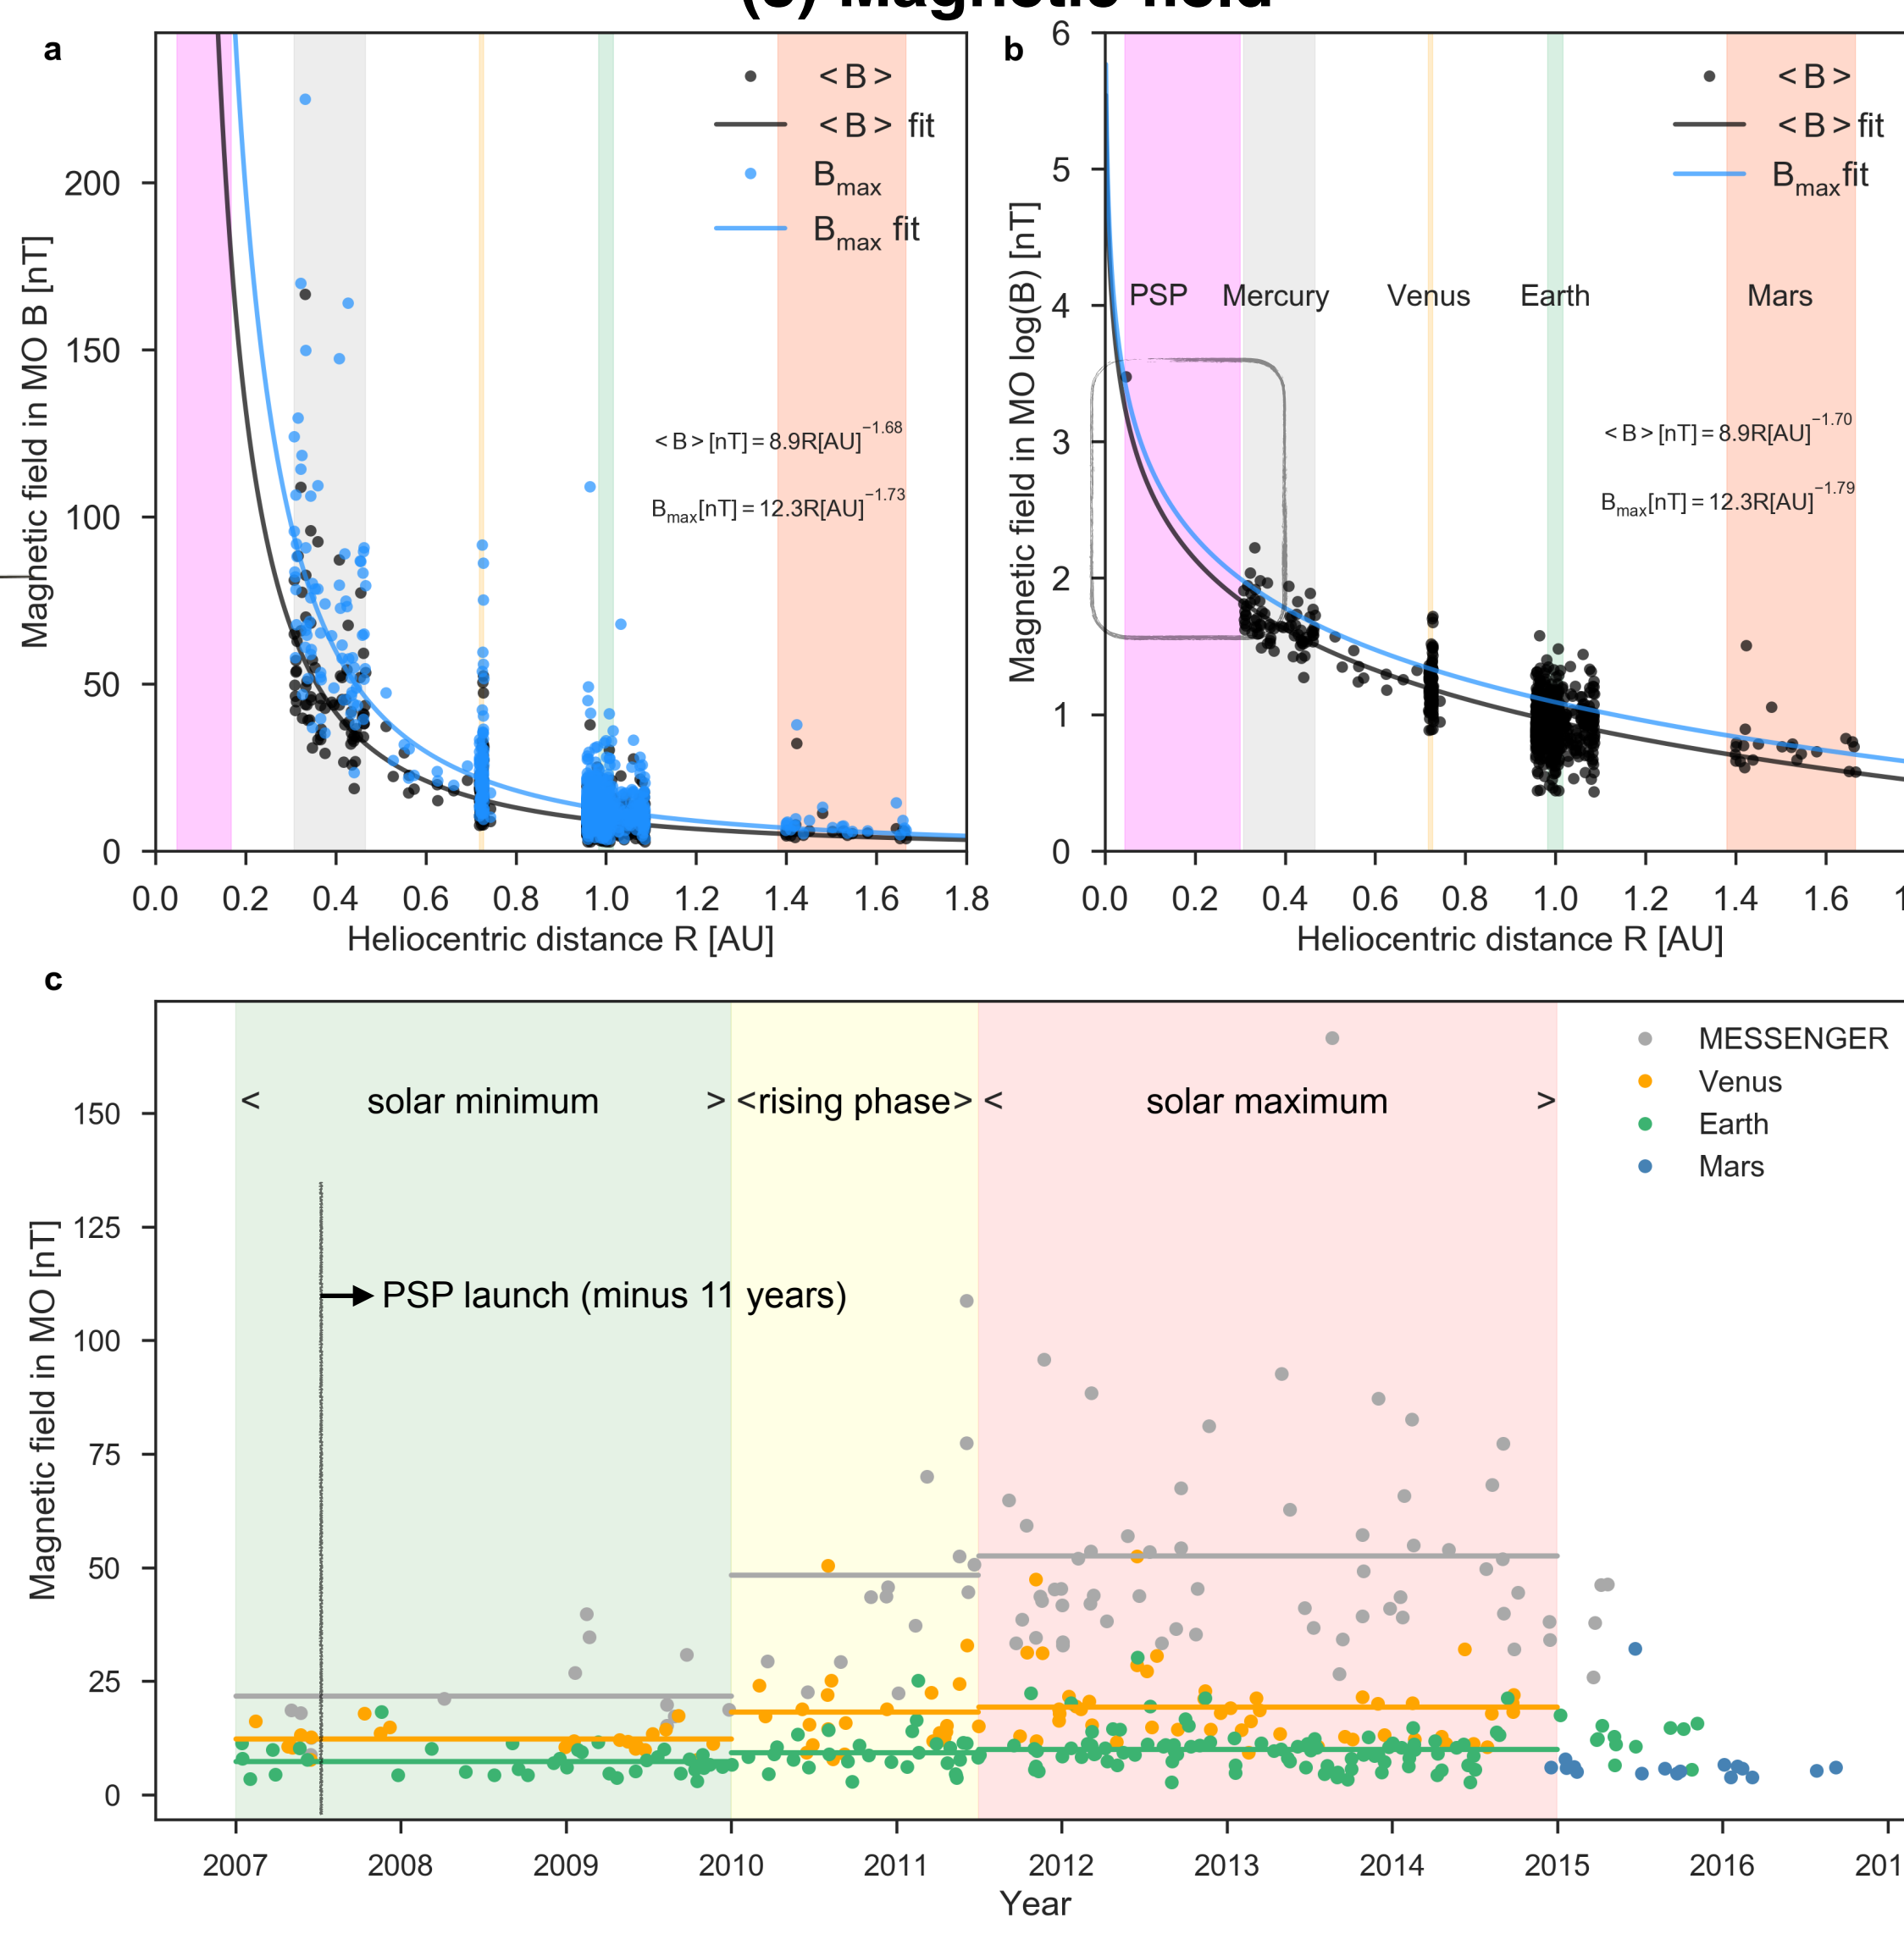 (e) Magnetic field
a
<B>
<B> fit
Bmax
Bmax fit
<B>[nT]=8.9R[AU]−1.68
Bmax[nT]=12.3R[AU]−1.73
Magnetic field in MO B [nT]
200
150
100
50
0
0.0 0.2 0.4 0.6 0.8 1.0 1.2 1.4 1.6 1.8
Heliocentric distance R [AU]
b
<B>
<B> fit
Bmax fit
PSP Mercury Venus Earth Mars
<B>[nT]=8.9R[AU]−1.70
Bmax[nT]=12.3R[AU]−1.79
Magnetic field in MO log(B) [nT]
6
5
4
3
2
1
0
0.0 0.2 0.4 0.6 0.8 1.0 1.2 1.4 1.6
Heliocentric distance R [AU]
c
MESSENGER
Venus
Earth
Mars
< solar minimum > <rising phase> < solar maximum >
PSP launch (minus 11 years)
Magnetic field in MO [nT]
150
125
100
75
50
25
0
2007 2008 2009 2010 2011 2012 2013 2014 2015 2016 201
Year